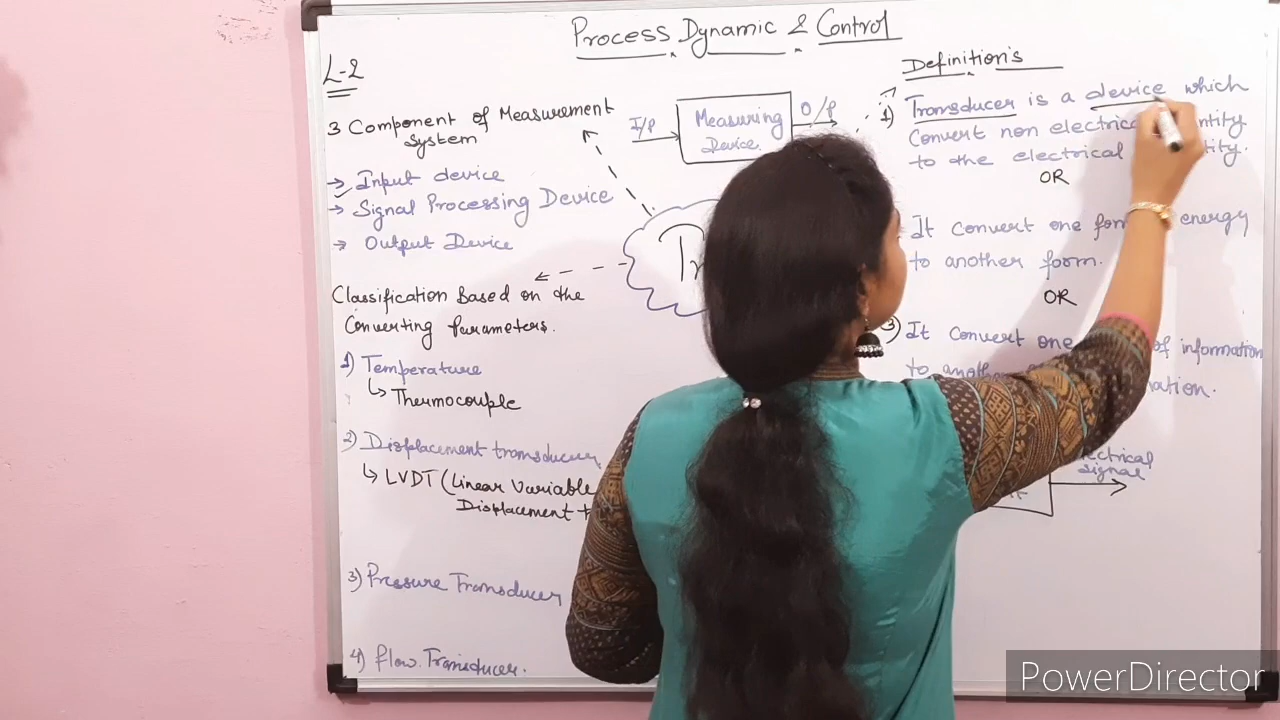 Process Dynamic & Control
L-2
3 Component of Measurement
System
→ Input device
→ Signal Processing Device
→ Output Device
Classification Based on the
Converting Parameters.
1) Temperature
↳ Thermocouple
2) Displacement transducer
↳ LVDT (Linear Variable
Displacement
3) Pressure Transducer
4) Flow Transducer.
I/P
Measuring
Device.
O/P
Definition's
1) Transducer is a device which
Convert non
to the electrical
OR
It convert one energy
to another form.
OR
3) It convert one of information
to
signal
PowerDirector